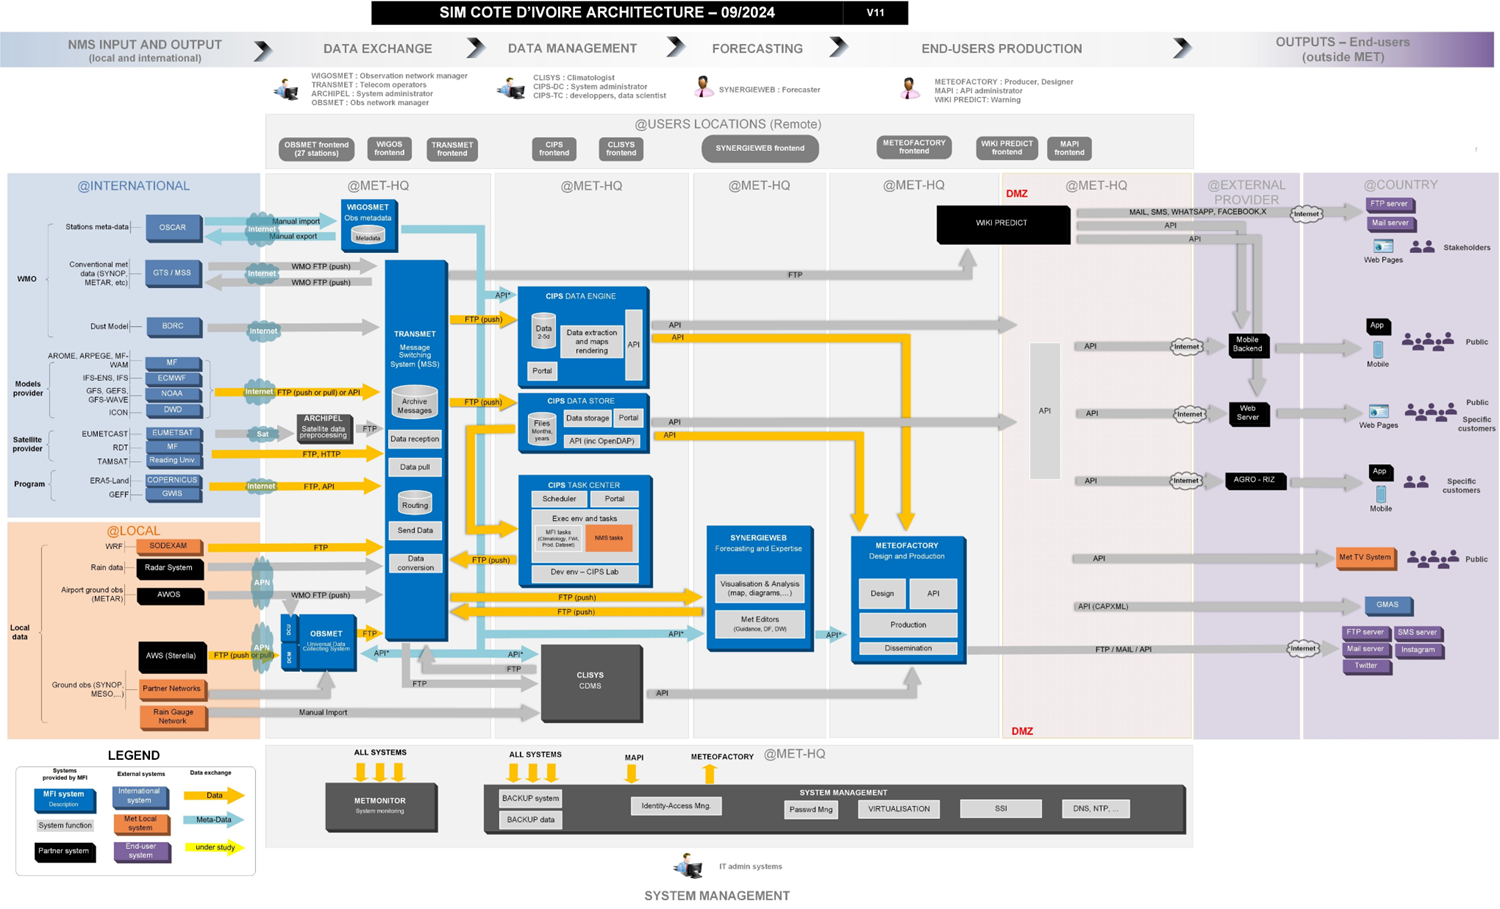 SIM COTE D'IVOIRE ARCHITECTURE – 09/2024
V11
NMS INPUT AND OUTPUT
(local and international)
DATA EXCHANGE
DATA MANAGEMENT
FORECASTING
END-USERS PRODUCTION
OUTPUTS – End-users
(outside MET)
WIGOSMET : Observation network manager
TRANSMET : Telecom operators
ARCHIPEL : System administrator
OBSMET : Obs network manager
CLISYS : Climatologist
CIPS-DC : System administrator
CIPS-TC : developpers, data scientist
SYNERGIEWEB : Forecaster
METEOFACTORY : Producer, Designer
MAPI : API administrator
WIKI PREDICT: Warning
@USERS LOCATIONS (Remote)
OBSMET frontend
(27 stations)
WIGOS
frontend
TRANSMET
frontend
CIPS
frontend
CLISYS
frontend
SYNERGIEWEB frontend
METEOFACTORY
frontend
WIKI PREDICT
frontend
MAPI
frontend
@INTERNATIONAL
@MET-HQ
@MET-HQ
@MET-HQ
@MET-HQ
DMZ
@MET-HQ
@EXTERNAL
PROVIDER
@COUNTRY
WMO
Stations meta-data
OSCAR
Internet
Manual import
Manual export
WIGOSMET
Obs metadata
Metadata
Conventional met
data (SYNOP,
METAR, etc)
GTS / MSS
Internet
WMO FTP (push)
WMO FTP (push)
Dust Model
BDRC
Internet
Models
provider
AROME, ARPEGE, MF-
WAM
IFS-ENS, IFS
GFS, GEFS,
GFS-WAVE
ICON
MF
ECMWF
NOAA
DWD
Internet
FTP (push or pull) or API
Satellite
provider
EUMETCAST
RDT
TAMSAT
EUMETSAT
MF
Reading Univ
Sat
ARCHIPEL
Satellite data
preprocessing
FTP
FTP, HTTP
Program
ERA5-Land
GEFF
COPERNICUS
GWIS
Internet
FTP, API
@LOCAL
Local
data
WRF
SODEXAM
FTP
Rain data
Radar System
Airport ground obs
(METAR)
AWOS
APN
WMO FTP (push)
AWS (Sterella)
FTP (push or pull)
APN
DCU
DCM
OBSMET
Universal Data
Collecting System
FTP
Ground obs (SYNOP,
MESO,...)
Partner Networks
Rain Gauge
Network
Manual Import
TRANSMET
Message
Switching
System (MSS)
Archive
Messages
Data reception
Data pull
Routing
Send Data
Data
conversion
API*
FTP (push)
FTP (push)
FTP (push)
FTP (push)
FTP (push)
API*
API*
API*
API*
FTP
FTP
CIPS DATA ENGINE
Data
2-5d
Data extraction
and maps
rendering
API
Portal
CIPS DATA STORE
Files
Months,
years
Data storage
Portal
API (inc OpenDAP)
CIPS TASK CENTER
Scheduler
Portal
Exec env and tasks
MFI tasks
(Climatology, FWI,
Prod. Dataset)
NMS tasks
Dev env – CIPS Lab
CLISYS
CDMS
FTP
API
API
API
API
API
SYNERGIEWEB
Forecasting and Expertise
Visualisation & Analysis
(map, diagrams,...)
Met Editors
(Guidance, DF, DW)
METEOFACTORY
Design and Production
Design
API
Production
Dissemination
WIKI PREDICT
MAIL, SMS, WHATSAPP, FACEBOOK,X
API
API
Internet
FTP server
Mail server
Web Pages
Stakeholders
API
API
Internet
Mobile
Backend
App
Mobile
Public
API
Internet
Web
Server
Web Pages
Public
Specific
customers
API
Internet
AGRO - RIZ
App
Mobile
Specific
customers
API
Met TV System
Public
API (CAPXML)
GMAS
FTP / MAIL / API
Internet
FTP server
SMS server
Mail server
Instagram
Twitter
DMZ
LEGEND
Systems
provided by MFI
External systems
Data exchange
MFI system
Description
International
system
Data
System function
Met Local
system
Meta-Data
Partner system
End-user
system
under study
@MET-HQ
ALL SYSTEMS
METMONITOR
System monitoring
ALL SYSTEMS
MAPI
METEOFACTORY
SYSTEM MANAGEMENT
BACKUP system
BACKUP data
Identity-Access Mng.
Passwd Mng
VIRTUALISATION
SSI
DNS, NTP, ...
IT admin systems
SYSTEM MANAGEMENT